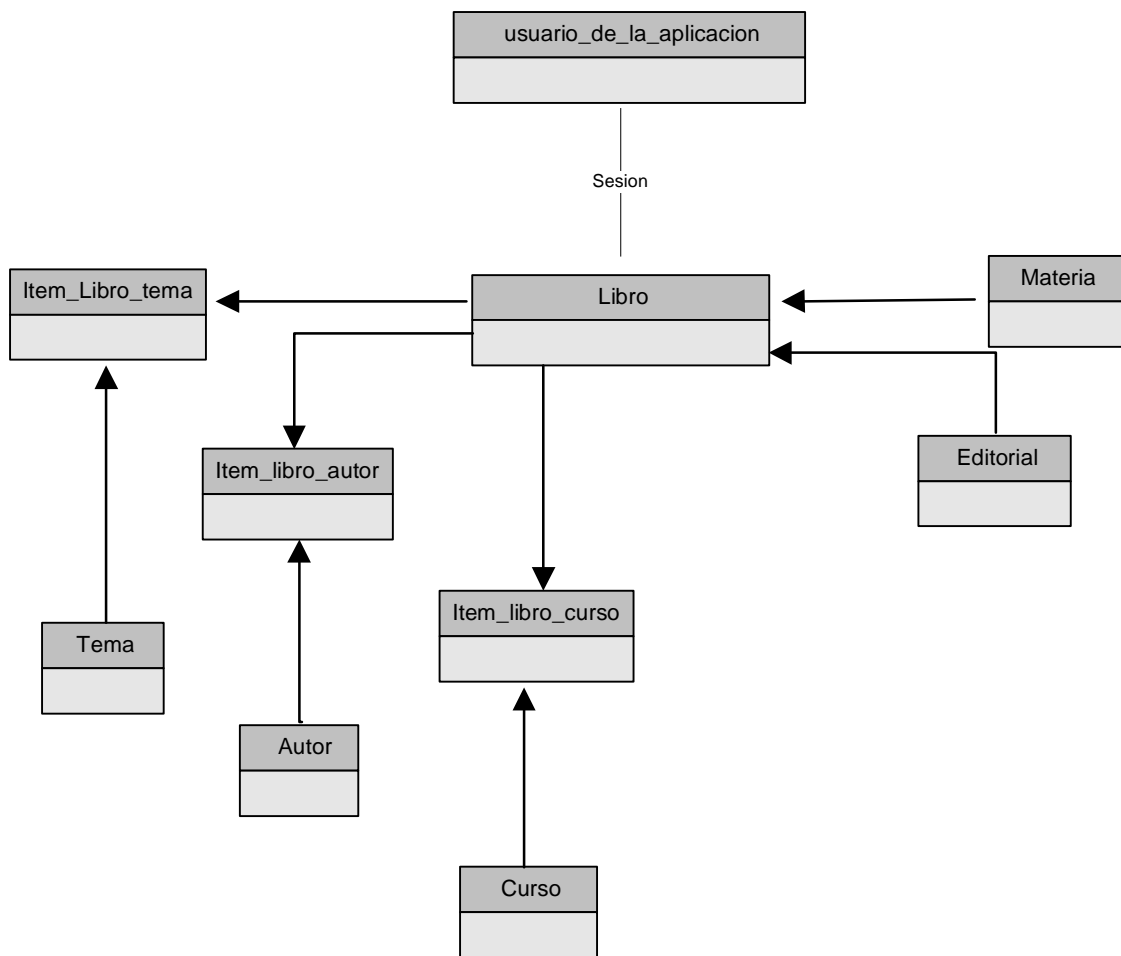 usuario_de_la_aplicacion
Sesion
Item_Libro_tema
Libro
Materia
Item_libro_autor
Editorial
Item_libro_curso
Tema
Autor
Curso